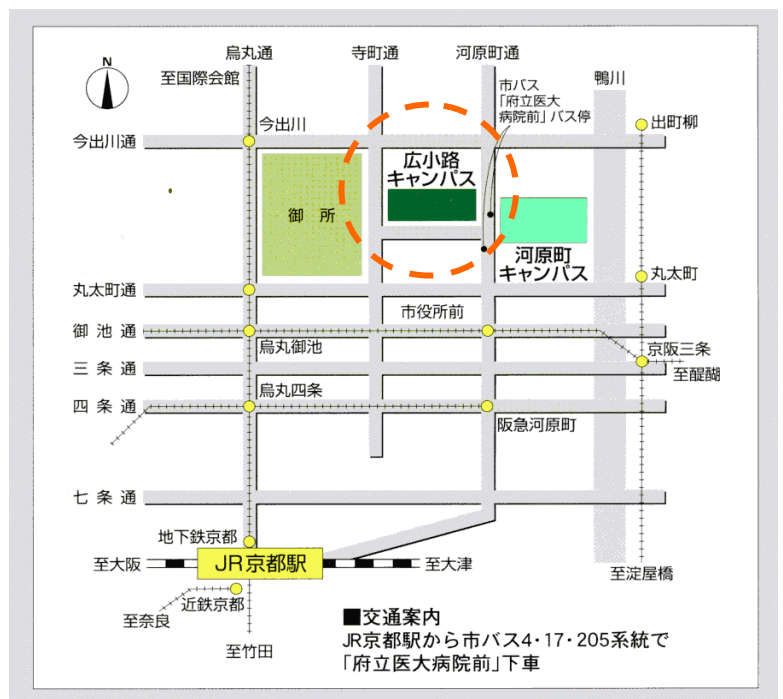 烏丸通
寺町通
河原町通
至国際会館
鴨川
市バス
「府立医大
病院前」バス停
今出川
出町柳
今出川通
広小路
キャンパス
御 所
河原町
キャンパス
丸太町
丸太町通
市役所前
御 池 通
烏丸御池
京阪三条
三 条 通
至醍醐
烏丸四条
四 条 通
阪急河原町
七 条 通
地下鉄京都
至大阪
JR京都駅
至大津
至淀屋橋
近鉄京都
至奈良
至竹田
■交通案内
JR京都駅から市バス4・17・205系統で
「府立医大病院前」下車